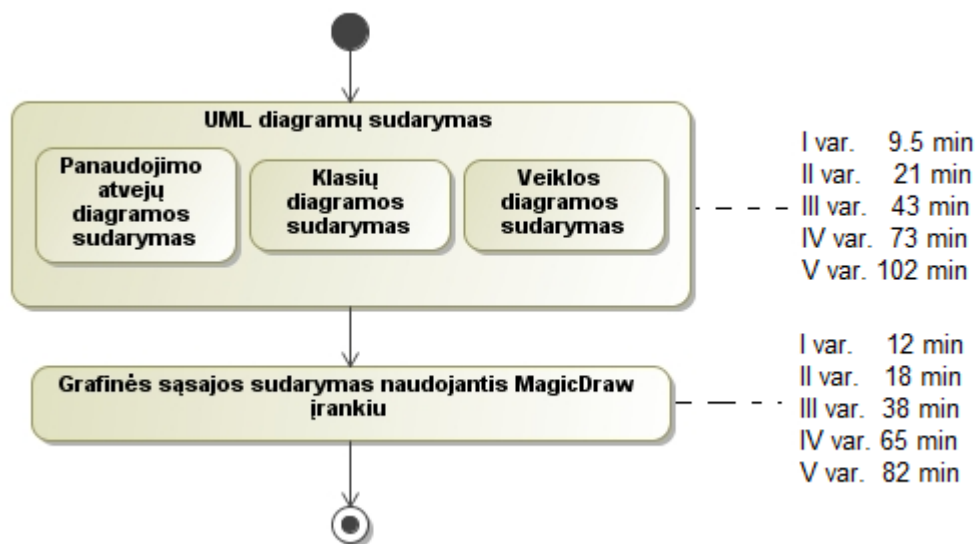 UML diagramų sudarymas
Panaudojimo
atvejų
diagramos
sudarymas
Klasių
diagramos
sudarymas
Veiklos
diagramos
sudarymas
I var. 9.5 min
II var. 21 min
III var. 43 min
IV var. 73 min
V var. 102 min
Grafinės sąsajos sudarymas naudojantis MagicDraw
įrankiu
I var. 12 min
II var. 18 min
III var. 38 min
IV var. 65 min
V var. 82 min